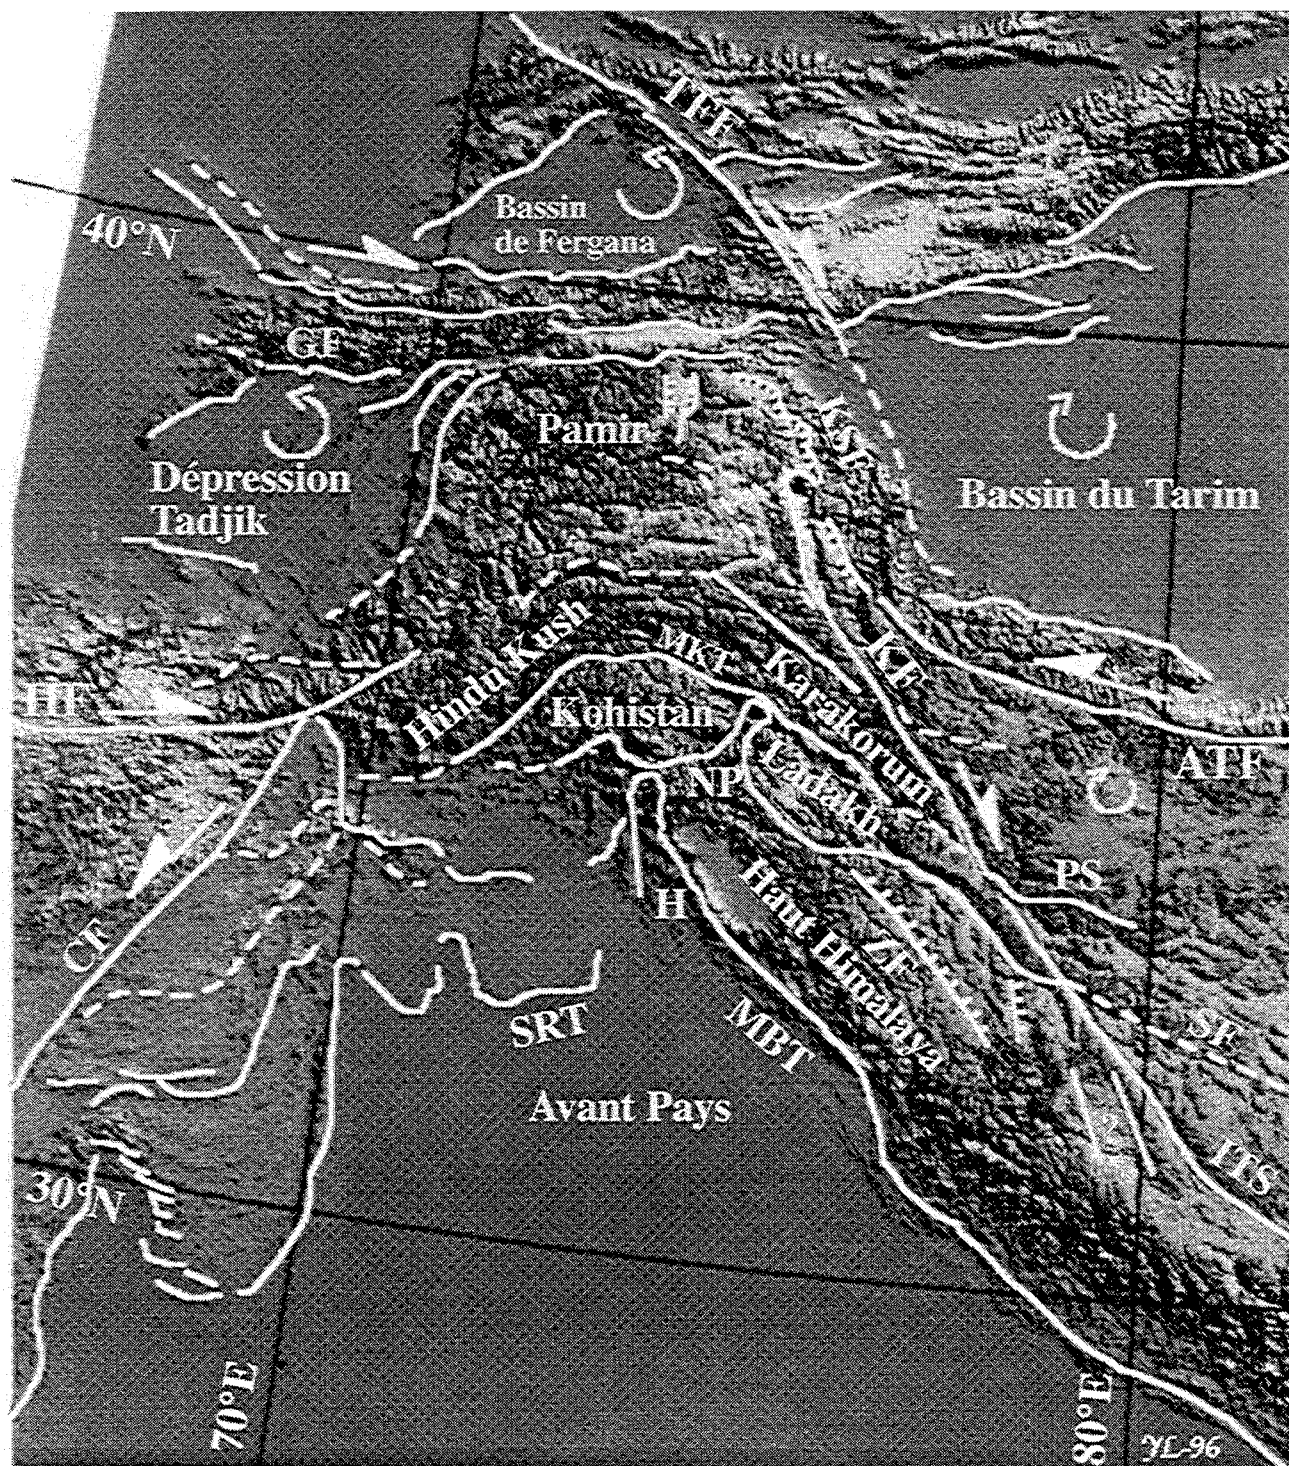 TFF
Bassin
de Fergana
40°N
GF
Pamir
KSF
Dépression
Tadjik
Bassin du Tarim
Hindu Kush
MKT
Karakorum
KF
HF
Kohistan
ATF
NP
Ladakh
PS
H
Haut Himalaya
ZF
CF
SRT
MBT
SF
Avant Pays
?
ITS
30°N
70°E
80°E
YL-96